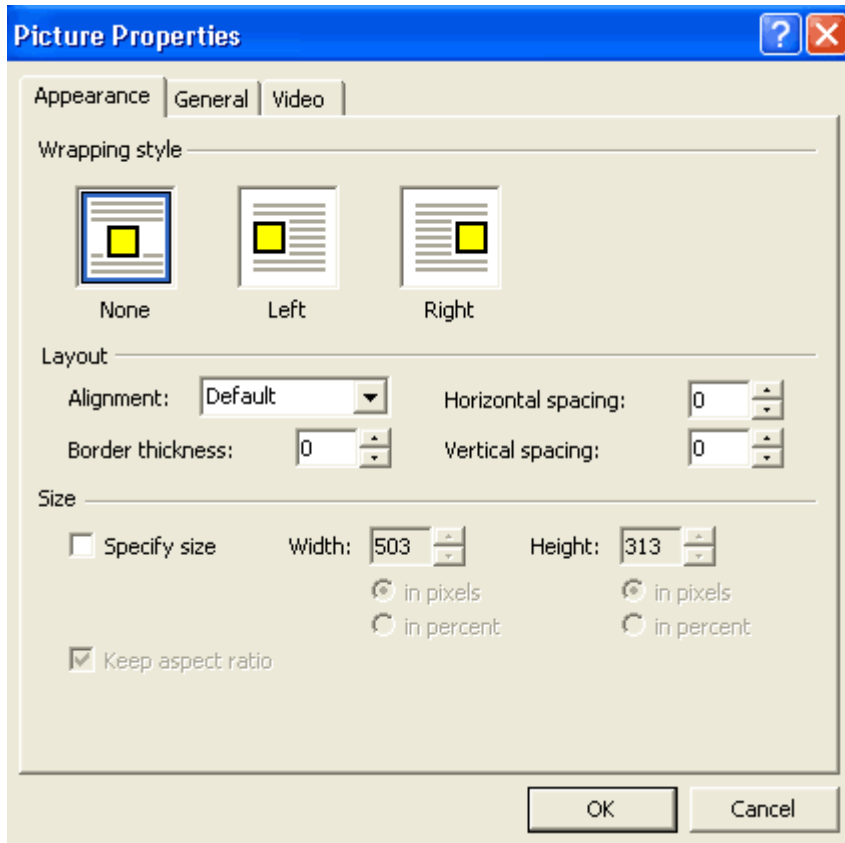 Picture Properties
Appearance General Video
Wrapping style
None Left Right
Layout
Alignment: Default Horizontal spacing: 0
Border thickness: 0 Vertical spacing: 0
Size
Specify size Width: 503 Height: 313
in pixels in pixels
in percent in percent
Keep aspect ratio
OK Cancel